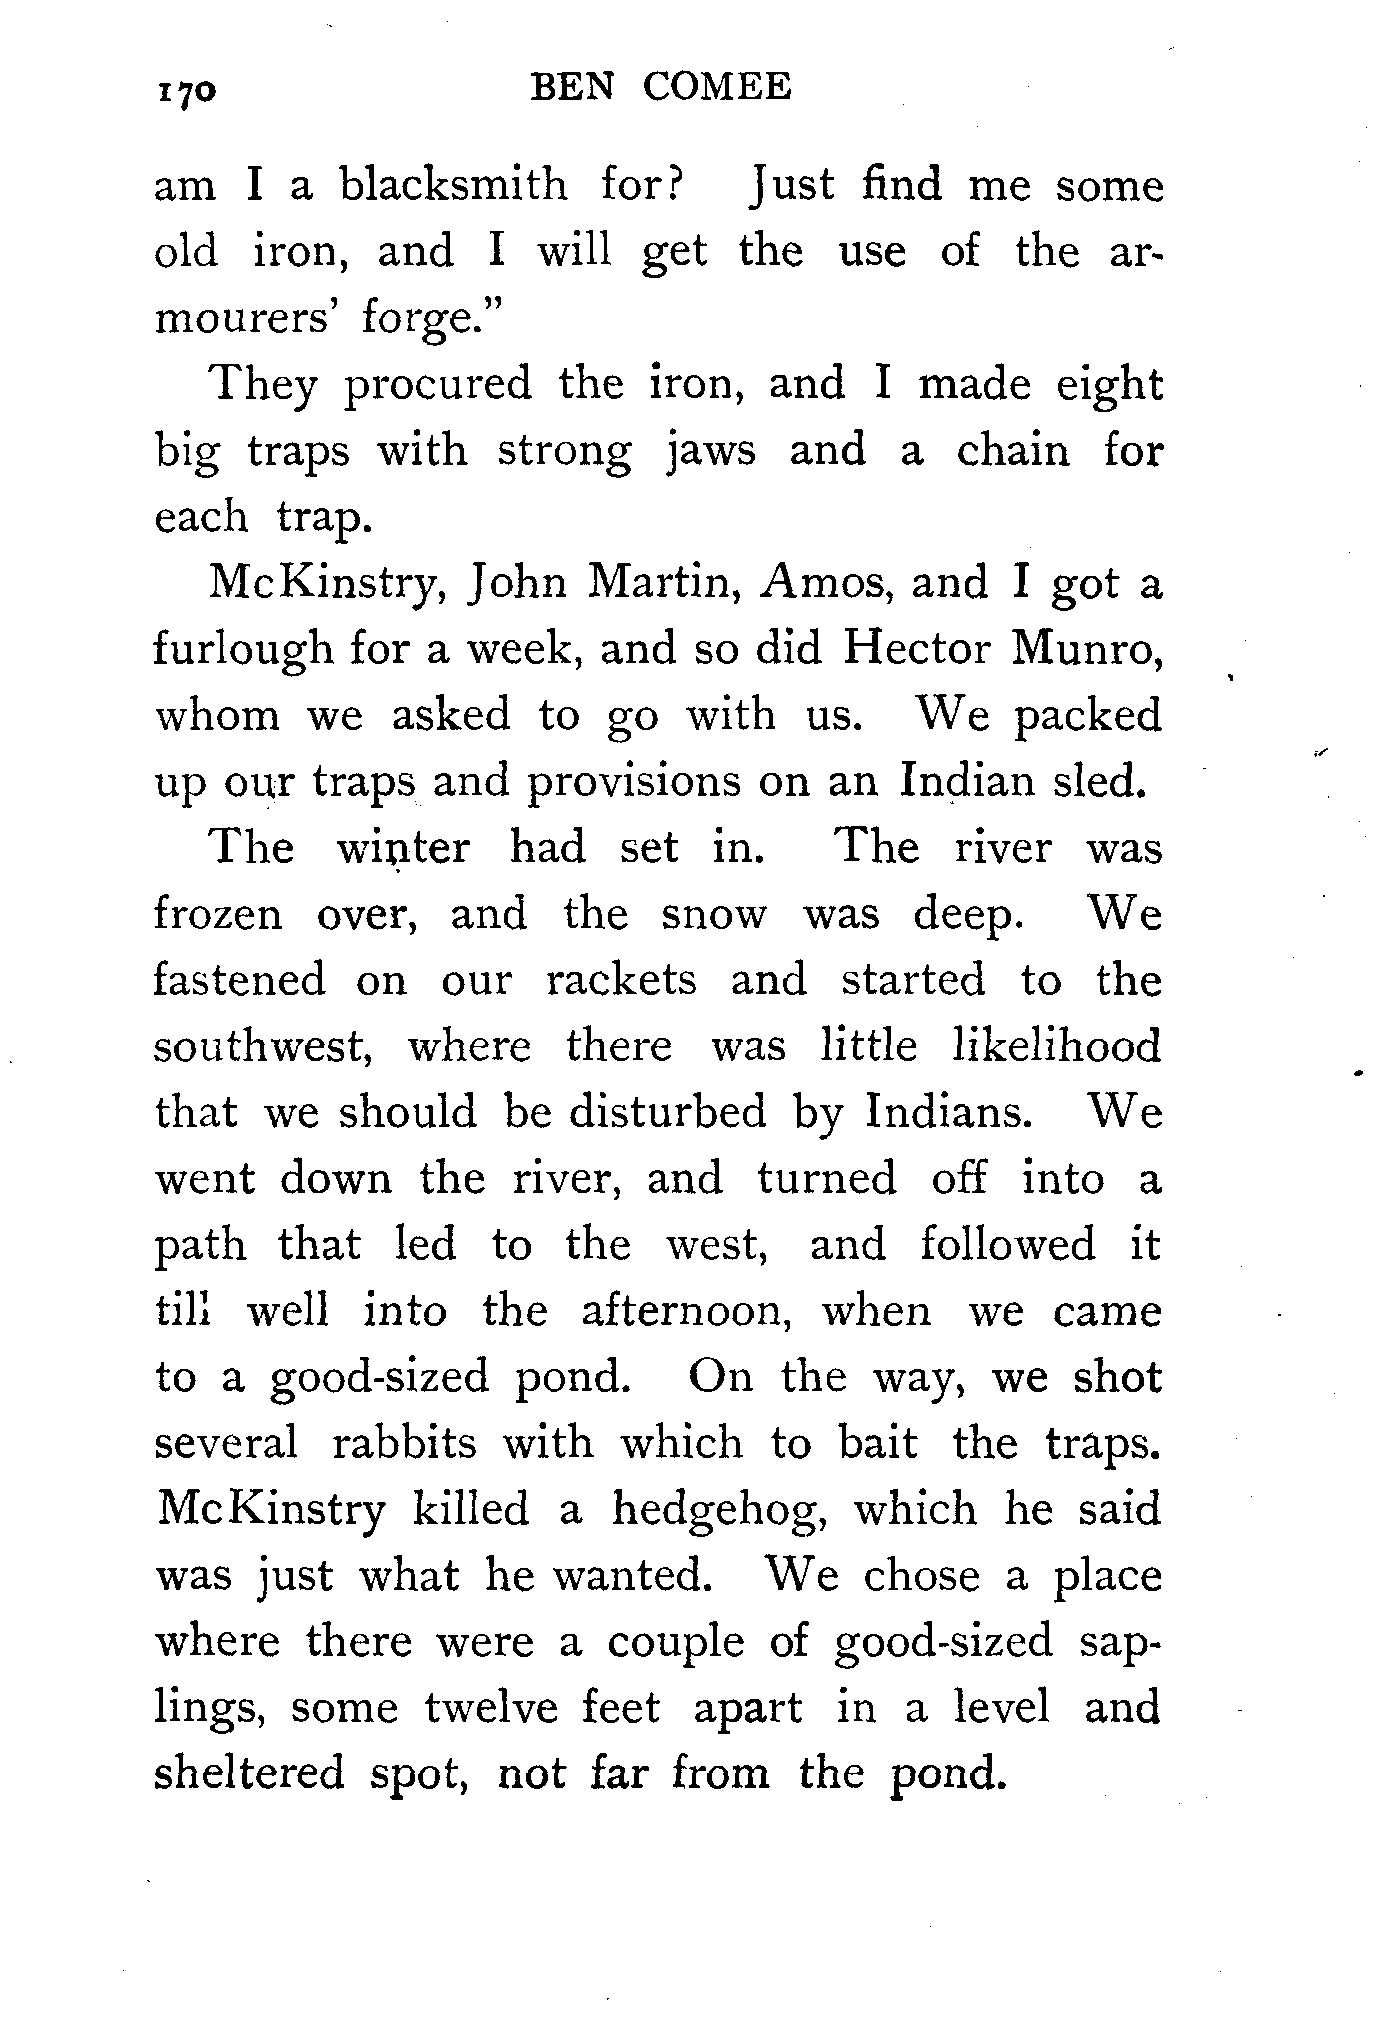 170 BEN COMEE
am I a blacksmith for? Just find me some
old iron, and I will get the use of the ar-
mourers' forge."
They procured the iron, and I made eight
big traps with strong jaws and a chain for
each trap.
McKinstry, John Martin, Amos, and I got a
furlough for a week, and so did Hector Munro,
whom we asked to go with us. We packed
up our traps and provisions on an Indian sled.
The winter had set in. The river was
frozen over, and the snow was deep. We
fastened on our rackets and started to the
southwest, where there was little likelihood
that we should be disturbed by Indians. We
went down the river, and turned off into a
path that led to the west, and followed it
till well into the afternoon, when we came
to a good-sized pond. On the way, we shot
several rabbits with which to bait the traps.
McKinstry killed a hedgehog, which he said
was just what he wanted. We chose a place
where there were a couple of good-sized sap-
lings, some twelve feet apart in a level and
sheltered spot, not far from the pond.